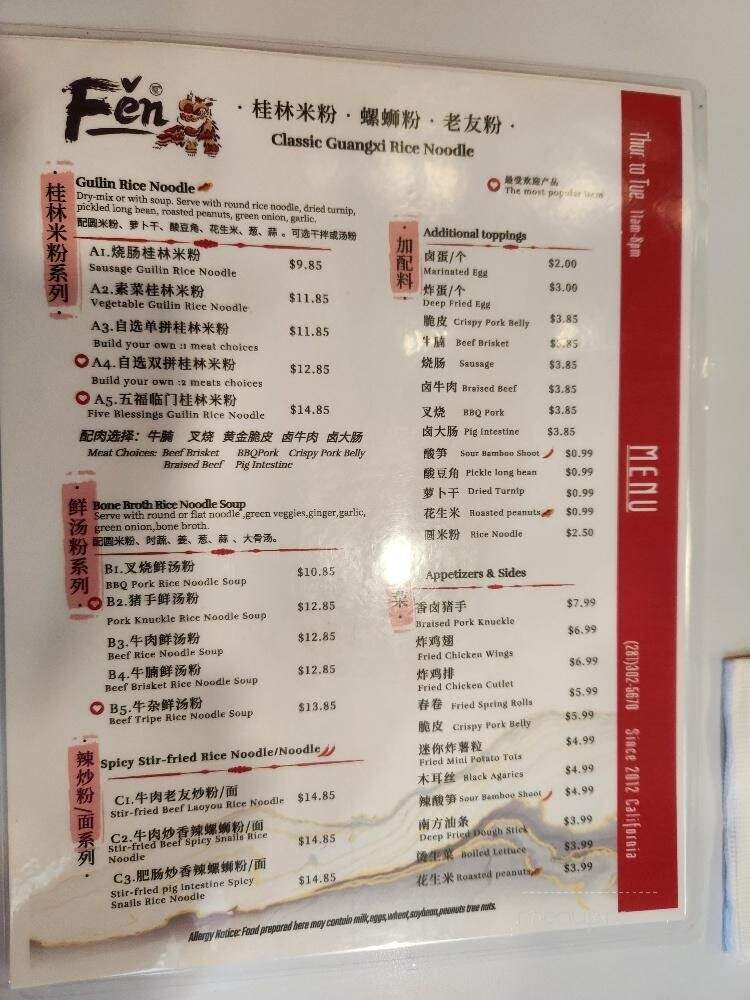 Fěn
·桂林米粉·螺蛳粉·老友粉·
Classic Guangxi Rice Noodle
最受欢迎产品
The most popular item
·桂林米粉系列·
Guilin Rice Noodle
Dry-mix or with soup. Serve with round rice noodle, dried turnip,
pickled long bean, roasted peanuts, green onion, garlic.
配圆米粉、萝卜干、酸豆角、花生米、葱、蒜 。可选干拌或汤粉
A1.烧肠桂林米粉
Sausage Guilin Rice Noodle $9.85
A2.素菜桂林米粉
Vegetable Guilin Rice Noodle $11.85
A3.自选单拼桂林米粉 $11.85
Build your own :1 meat choices
A4.自选双拼桂林米粉 $12.85
Build your own :2 meats choices
A5.五福临门桂林米粉
Five Blessings Guilin Rice Noodle $14.85
配肉选择：牛腩 叉烧 黄金脆皮 卤牛肉 卤大肠
Meat Choices: Beef Brisket BBQPork Crispy Pork Belly
Braised Beef Pig Intestine
·鲜汤粉系列·
Bone Broth Rice Noodle Soup
Serve with round or flat noodle ,green veggies,ginger,garlic,
green onion,bone broth.
配圆米粉、时蔬、姜、葱、蒜 、大骨汤。
B1.叉烧鲜汤粉 $10.85
BBQ Pork Rice Noodle Soup
B2.猪手鲜汤粉 $12.85
Pork Knuckle Rice Noodle Soup
B3.牛肉鲜汤粉 $12.85
Beef Rice Noodle Soup
B4.牛腩鲜汤粉 $12.85
Beef Brisket Rice Noodle Soup
B5.牛杂鲜汤粉 $13.85
Beef Tripe Rice Noodle Soup
·辣炒粉/面系列·
Spicy Stir-fried Rice Noodle/Noodle
C1.牛肉老友炒粉/面 $14.85
Stir-fried Beef Laoyou Rice Noodle
C2.牛肉炒香辣螺蛳粉/面 $14.85
Stir-fried Beef Spicy Snails Rice
Noodle
C3.肥肠炒香辣螺蛳粉/面 $14.85
Stir-fried pig Intestine Spicy
Snails Rice Noodle
·加配料·
Additional toppings
卤蛋/个 $2.00
Marinated Egg
炸蛋/个 $3.00
Deep Fried Egg
脆皮 Crispy Pork Belly $3.85
牛腩 Beef Brisket $3.85
烧肠 Sausage $3.85
卤牛肉 Braised Beef $3.85
叉烧 BBQ Pork $3.85
卤大肠 Pig Intestine $3.85
酸笋 Sour Bamboo Shoot $0.99
酸豆角 Pickle long bean $0.99
萝卜干 Dried Turnip $0.99
花生米 Roasted peanuts $0.99
圆米粉 Rice Noodle $2.50
菜·
Appetizers & Sides
香卤猪手 $7.99
Braised Pork Knuckle
炸鸡翅 $6.99
Fried Chicken Wings
炸鸡排 $6.99
Fried Chicken Cutlet
春卷 Fried Spring Rolls $5.99
脆皮 Crispy Pork Belly $5.99
迷你炸薯粒 $4.99
Fried Mini Potato Tots
木耳丝 Black Agarics $4.99
辣酸笋 Sour Bamboo Shoot $4.99
南方油条 $3.99
Deep Fried Dough Stick
烫生菜 Boiled Lettuce $3.99
花生米 Roasted peanuts $3.99
Allergy Notice: Food prepared here may contain milk,eggs,wheat,soybean,peanuts tree nuts.
Thur. to Tue. 11am-8pm
MENU
(281)302-5670 Since 2012 California